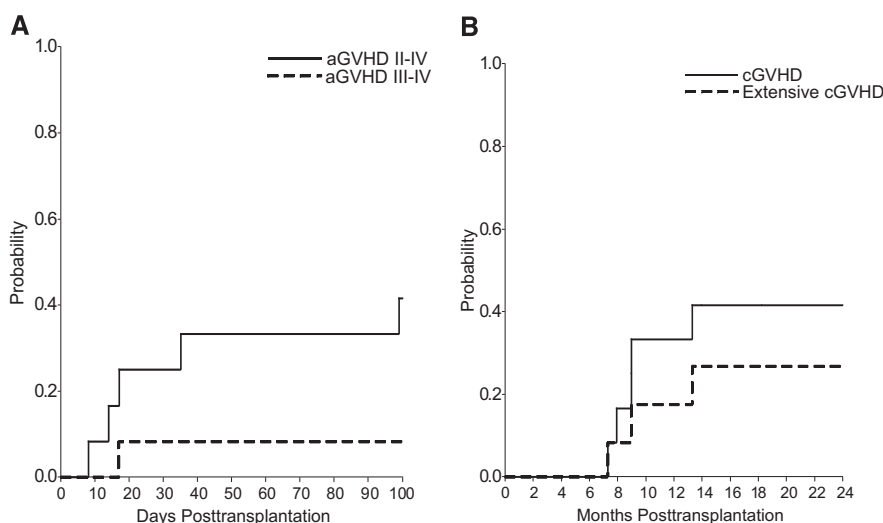 A
aGVHD II-IV
aGVHD III-IV
1.0
0.8
0.6
0.4
0.2
0.0
Probability
0 10 20 30 40 50 60 70 80 90 100
Days Posttransplantation
B
cGVHD
Extensive cGVHD
1.0
0.8
0.6
0.4
0.2
0.0
Probability
0 2 4 6 8 10 12 14 16 18 20 22 24
Months Posttransplantation